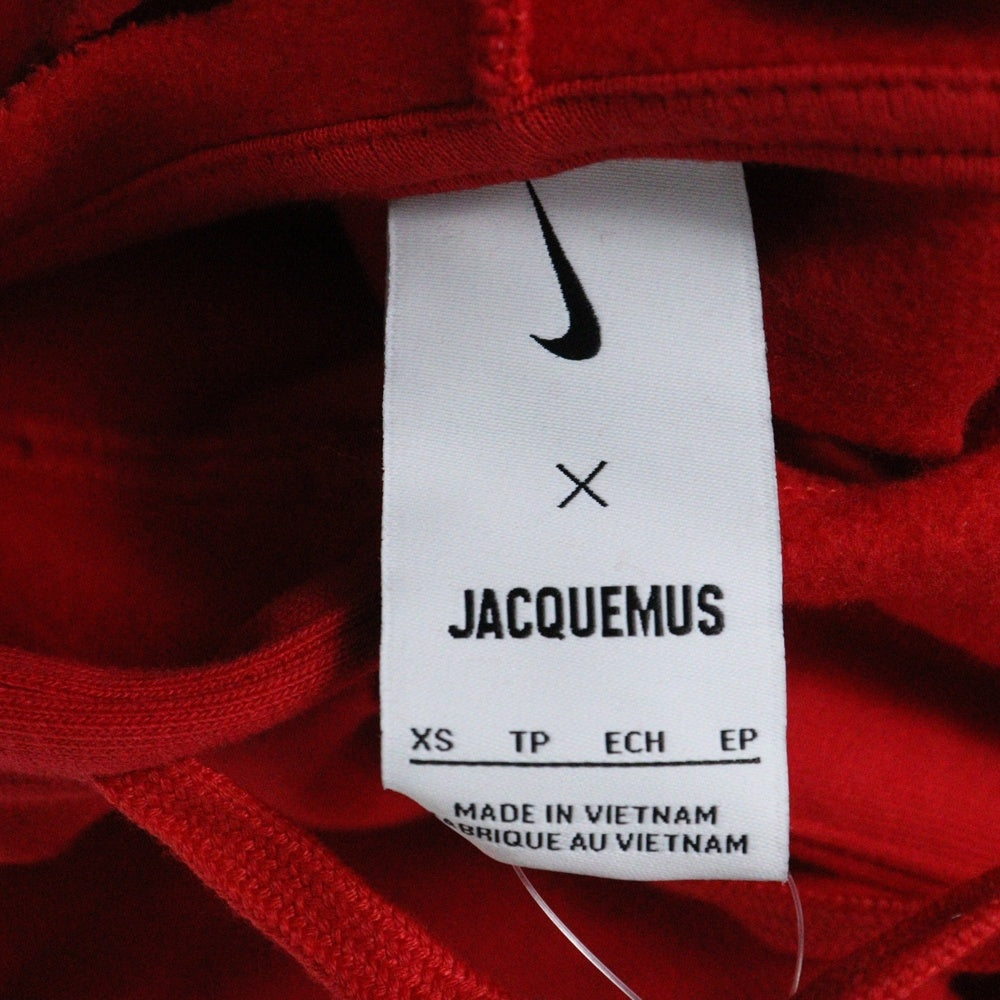 X
JACQUEMUS
XS TP ECH EP
MADE IN VIETNAM
ABRIQUE AU VIETNAM